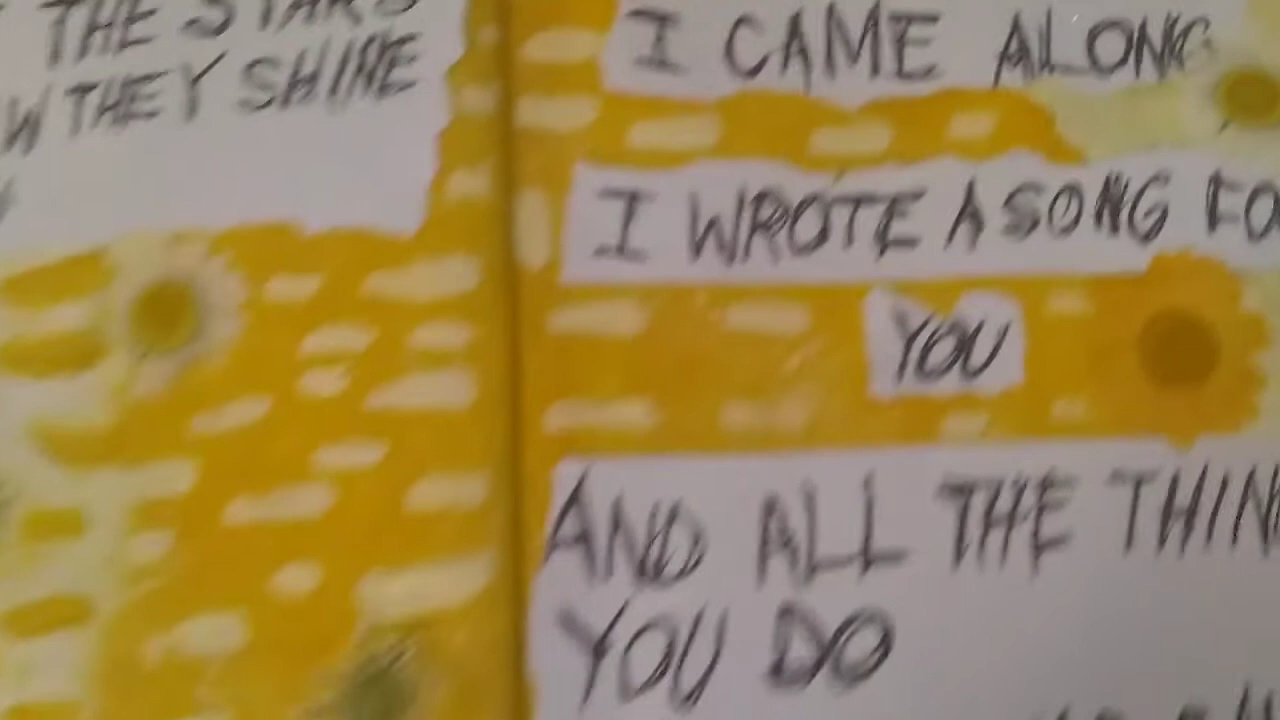 THE STARS
THEY SHINE
I CAME ALONG
I WROTE A SONG
YOU
AND ALL THE
YOU DO